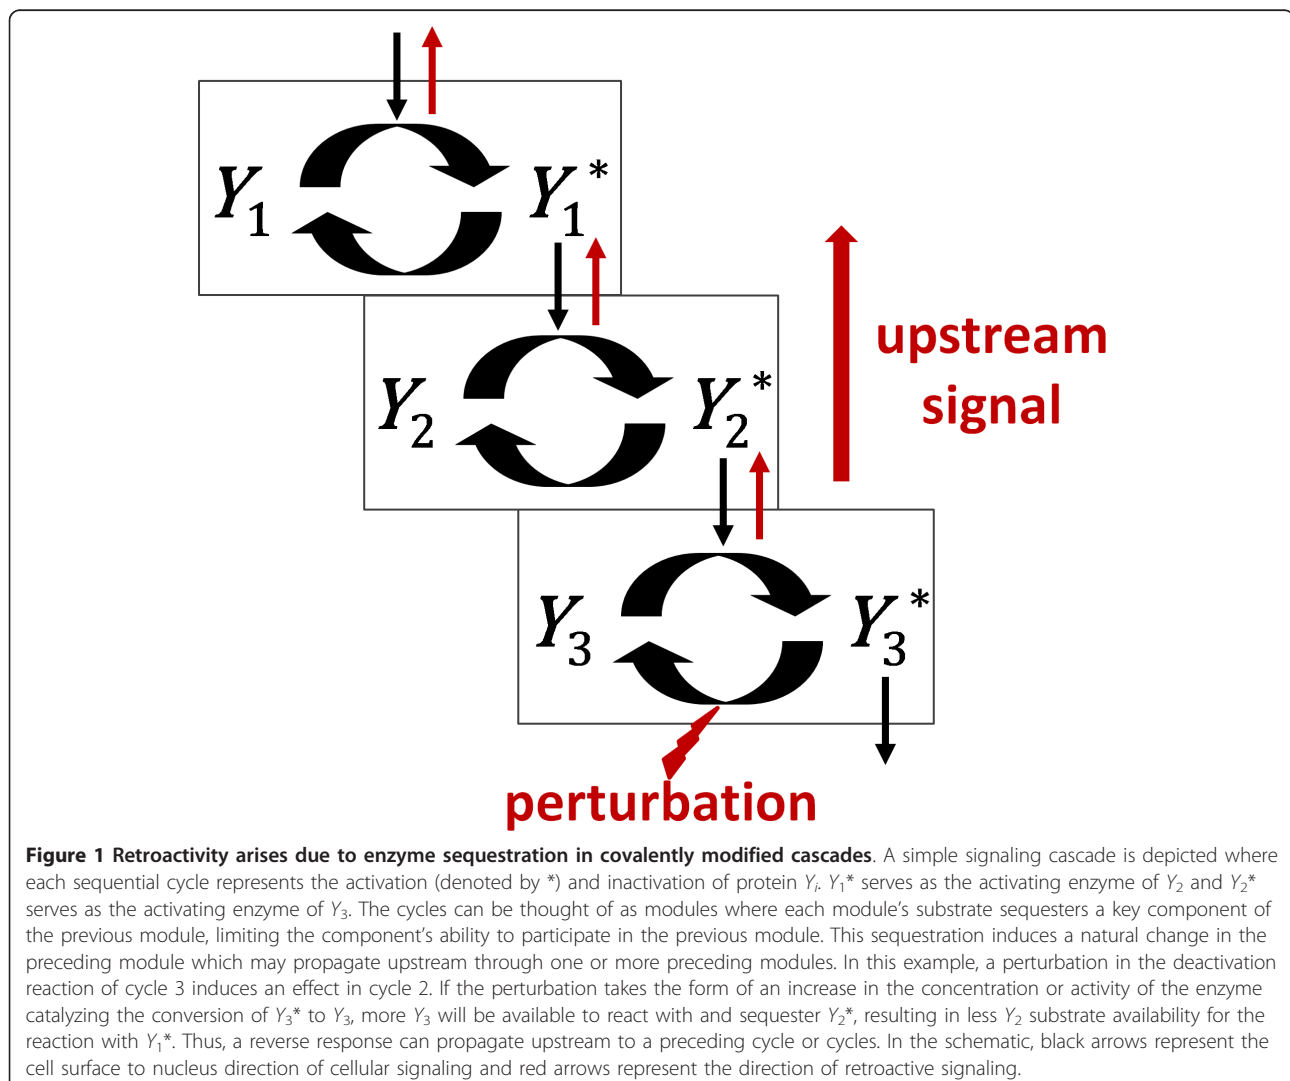 Y1 Y1*
Y2 Y2*
upstream
signal
Y3 Y3*
perturbation
Figure 1 Retroactivity arises due to enzyme sequestration in covalently modified cascades. A simple signaling cascade is depicted where
each sequential cycle represents the activation (denoted by *) and inactivation of protein Yi. Y1* serves as the activating enzyme of Y2 and Y2*
serves as the activating enzyme of Y3. The cycles can be thought of as modules where each module's substrate sequesters a key component of
the previous module, limiting the component's ability to participate in the previous module. This sequestration induces a natural change in the
preceding module which may propagate upstream through one or more preceding modules. In this example, a perturbation in the deactivation
reaction of cycle 3 induces an effect in cycle 2. If the perturbation takes the form of an increase in the concentration or activity of the enzyme
catalyzing the conversion of Y3* to Y3, more Y3 will be available to react with and sequester Y2*, resulting in less Y2 substrate availability for the
reaction with Y1*. Thus, a reverse response can propagate upstream to a preceding cycle or cycles. In the schematic, black arrows represent the
cell surface to nucleus direction of cellular signaling and red arrows represent the direction of retroactive signaling.